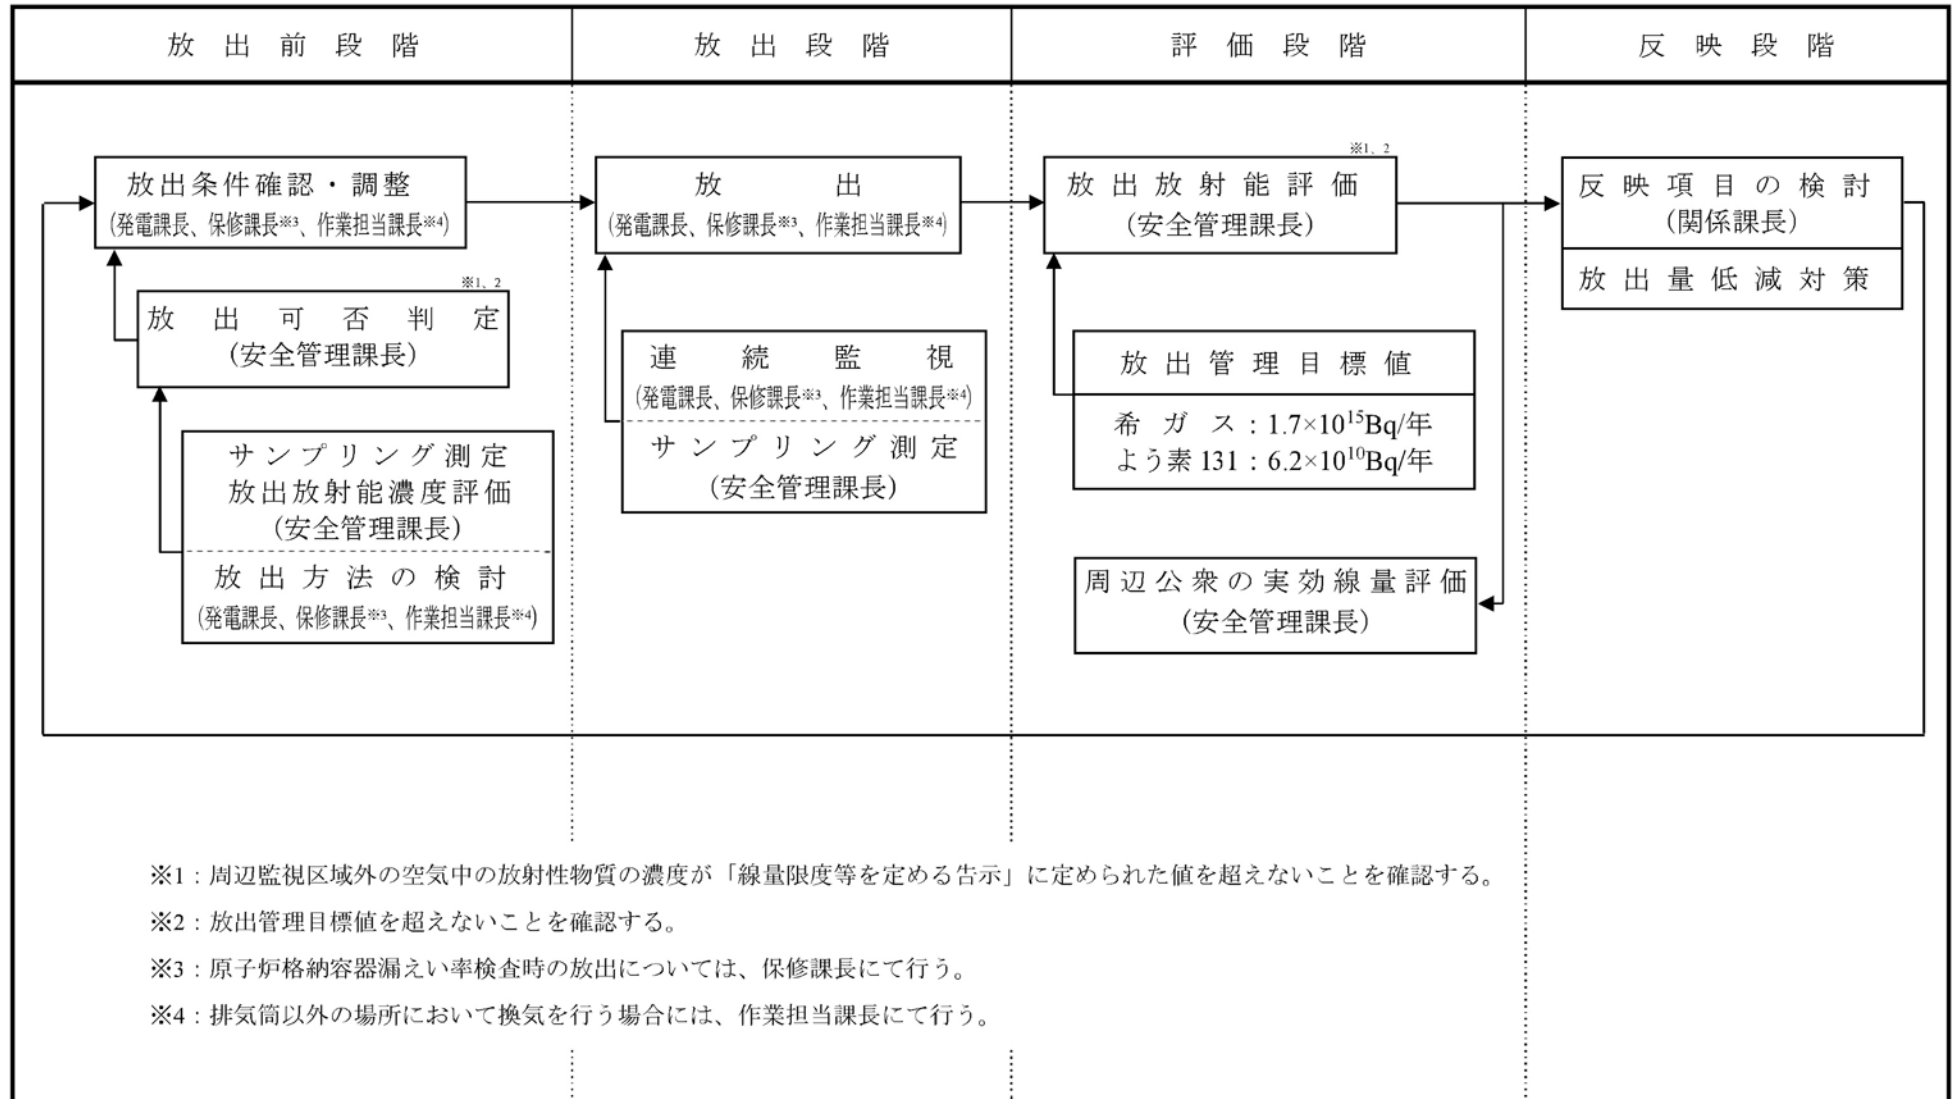 放出前段階
放出段階
評価段階
反映段階
放出条件確認・調整
(発電課長、保修課長※3、作業担当課長※4)
※1、2
放出可否判定
(安全管理課長)
サンプリング測定
放出放射能濃度評価
(安全管理課長)
放出方法の検討
(発電課長、保修課長※3、作業担当課長※4)
放出
(発電課長、保修課長※3、作業担当課長※4)
連続監視
(発電課長、保修課長※3、作業担当課長※4)
サンプリング測定
(安全管理課長)
※1、2
放出放射能評価
(安全管理課長)
放出管理目標値
希ガス：1.7×10¹⁵Bq/年
よう素131：6.2×10¹⁰Bq/年
周辺公衆の実効線量評価
(安全管理課長)
反映項目の検討
(関係課長)
放出量低減対策
※1：周辺監視区域外の空気中の放射性物質の濃度が「線量限度等を定める告示」に定められた値を超えないことを確認する。
※2：放出管理目標値を超えないことを確認する。
※3：原子炉格納容器漏えい率検査時の放出については、保修課長にて行う。
※4：排気筒以外の場所において換気を行う場合には、作業担当課長にて行う。